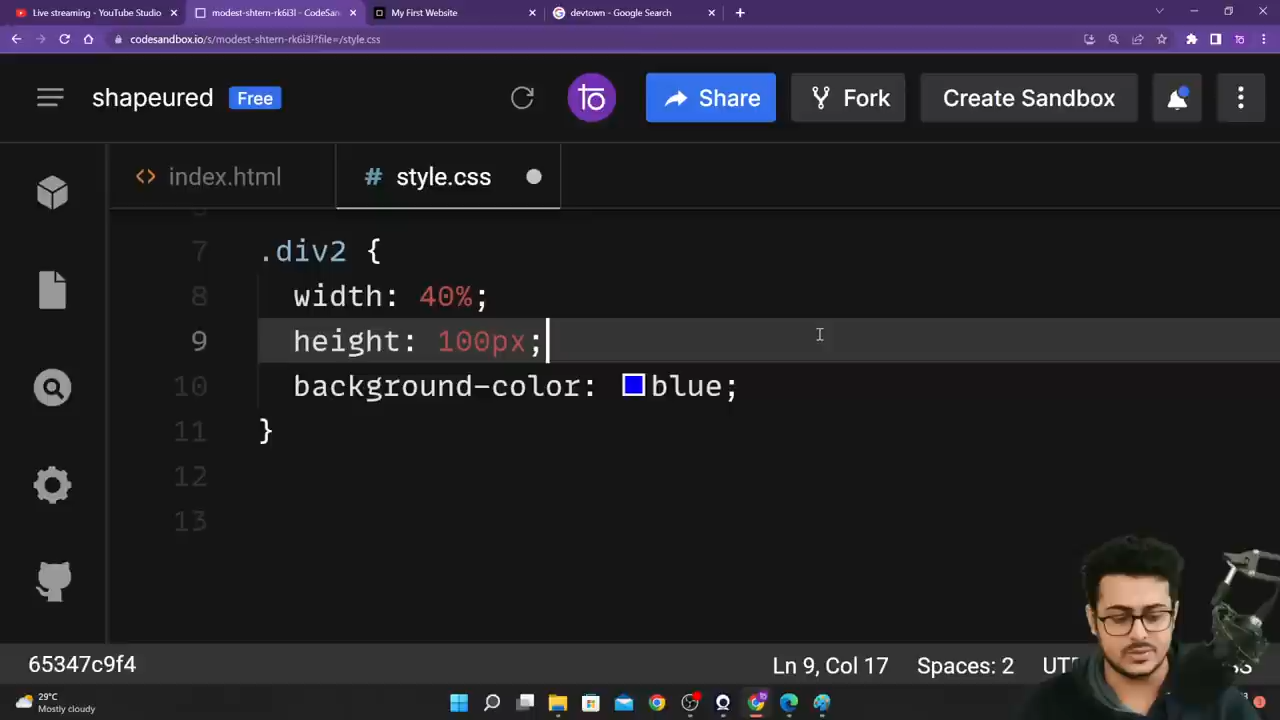 Live streaming - YouTube Studio
modest-shtern-rk6i3l - CodeSan
My First Website
devtown - Google Search
codesandbox.io/s/modest-shtern-rk6i3l?file=/style.css
shapeured Free
Share
Fork
Create Sandbox
<> index.html
# style.css
7 .div2 {
8 width: 40%;
9 height: 100px;
10 background-color: blue;
11 }
12
13
65347c9f4
Ln 9, Col 17
Spaces: 2
29°C
Mostly cloudy